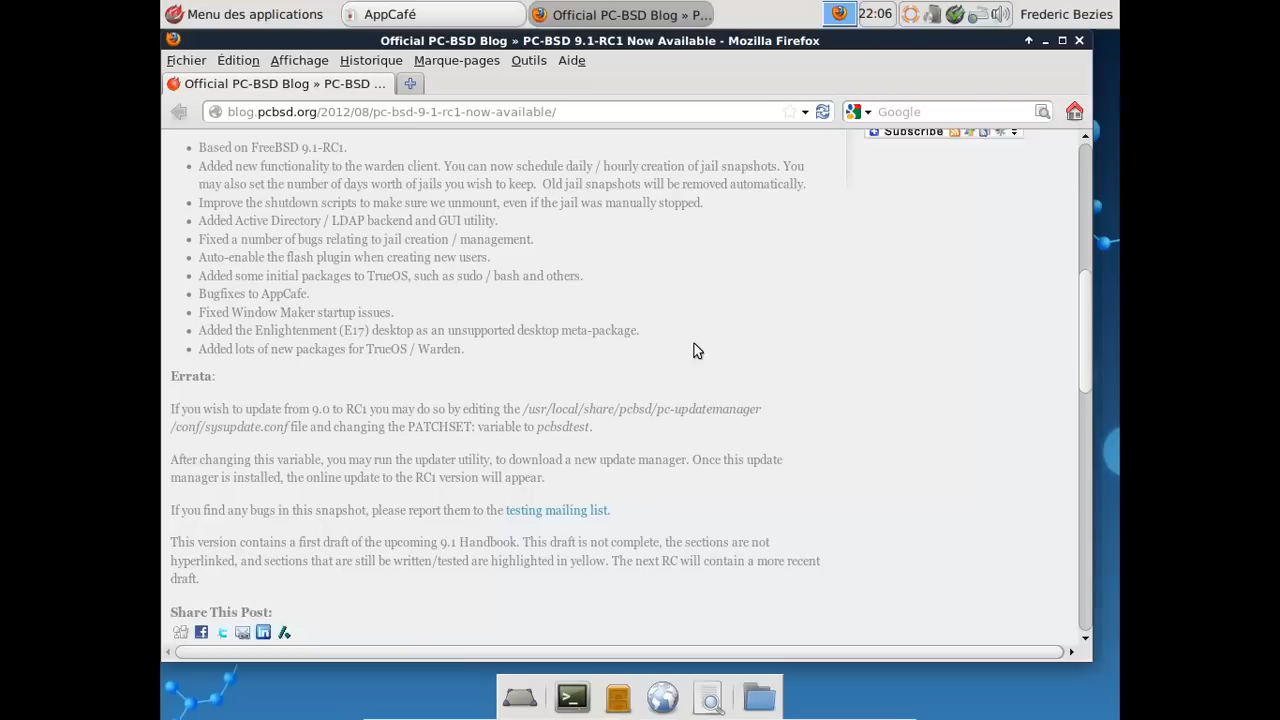 Menu des applications
AppCafé
Official PC-BSD Blog » P...
22:06
Frederic Bezies
Official PC-BSD Blog » PC-BSD 9.1-RC1 Now Available - Mozilla Firefox
Fichier Édition Affichage Historique Marque-pages Outils Aide
Official PC-BSD Blog » PC-BSD ...
blog.pcbsd.org/2012/08/pc-bsd-9-1-rc1-now-available/
Google
Subscribe
Based on FreeBSD 9.1-RC1.
Added new functionality to the warden client. You can now schedule daily / hourly creation of jail snapshots. You
may also set the number of days worth of jails you wish to keep. Old jail snapshots will be removed automatically.
Improve the shutdown scripts to make sure we unmount, even if the jail was manually stopped.
Added Active Directory / LDAP backend and GUI utility.
Fixed a number of bugs relating to jail creation / management.
Auto-enable the flash plugin when creating new users.
Added some initial packages to TrueOS, such as sudo / bash and others.
Bugfixes to AppCafe.
Fixed Window Maker startup issues.
Added the Enlightenment (E17) desktop as an unsupported desktop meta-package.
Added lots of new packages for TrueOS / Warden.
Errata:
If you wish to update from 9.0 to RC1 you may do so by editing the /usr/local/share/pcbsd/pc-updatemanager
/conf/sysupdate.conf file and changing the PATCHSET: variable to pcbsdtest.
After changing this variable, you may run the updater utility, to download a new update manager. Once this update
manager is installed, the online update to the RC1 version will appear.
If you find any bugs in this snapshot, please report them to the testing mailing list.
This version contains a first draft of the upcoming 9.1 Handbook. This draft is not complete, the sections are not
hyperlinked, and sections that are still be written/tested are highlighted in yellow. The next RC will contain a more recent
draft.
Share This Post: